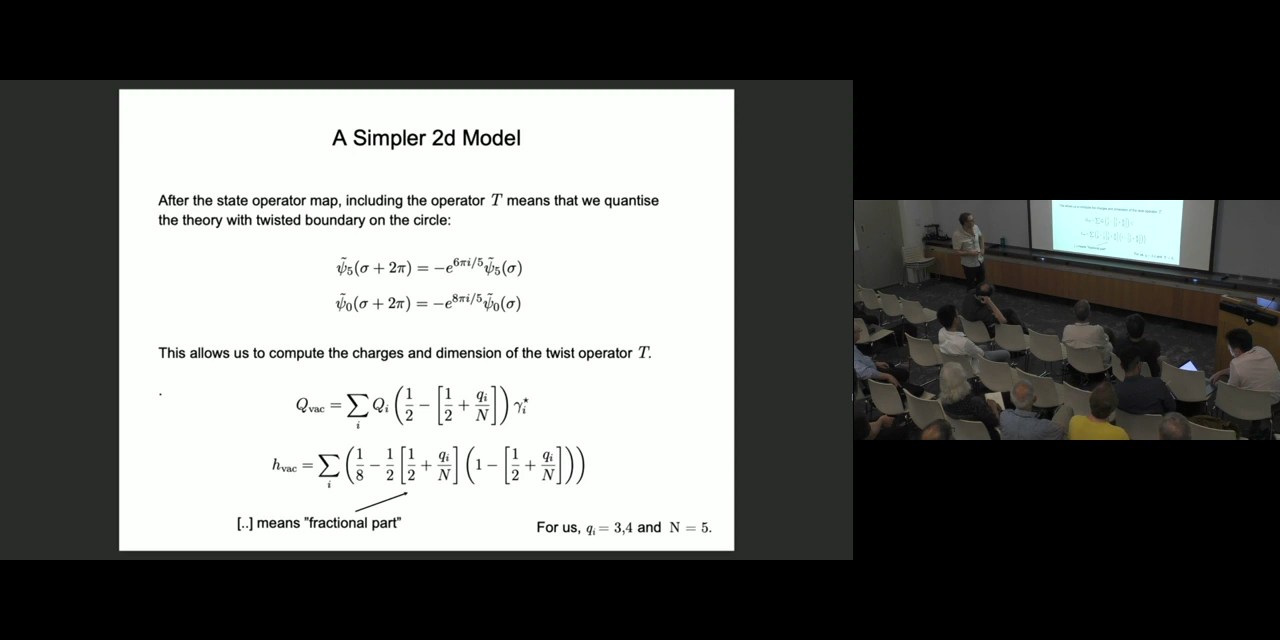 A Simpler 2d Model
After the state operator map, including the operator T means that we quantise
the theory with twisted boundary on the circle:
ψ̃₅(σ + 2π) = −e^{6πi/5}ψ̃₅(σ)
ψ̃₀(σ + 2π) = −e^{8πi/5}ψ̃₀(σ)
This allows us to compute the charges and dimension of the twist operator T.
Q_vac = ∑_i Q_i (1/2 − [1/2 + q_i/N]) γ_i^⋆
h_vac = ∑_i (1/8 − 1/2 [1/2 + q_i/N] (1 − [1/2 + q_i/N]))
[..] means "fractional part"
For us, q_i = 3,4 and N = 5.